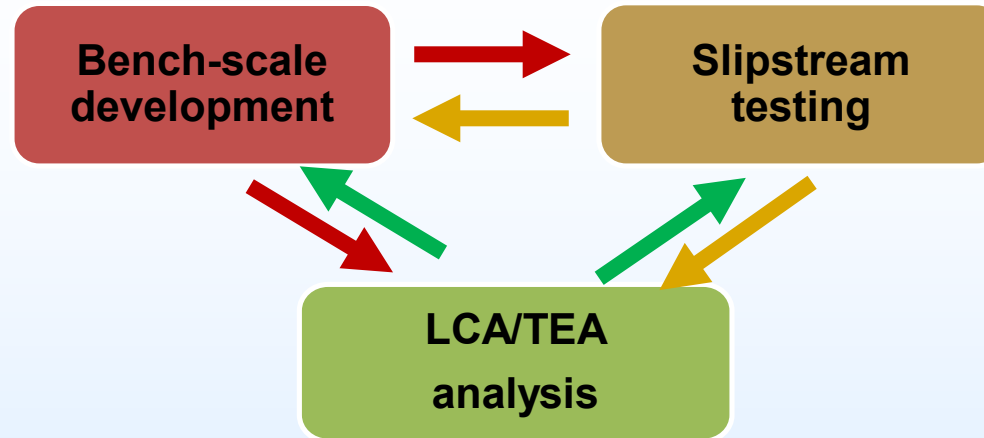 Bench-scale
development
Slipstream
testing
LCA/TEA
analysis